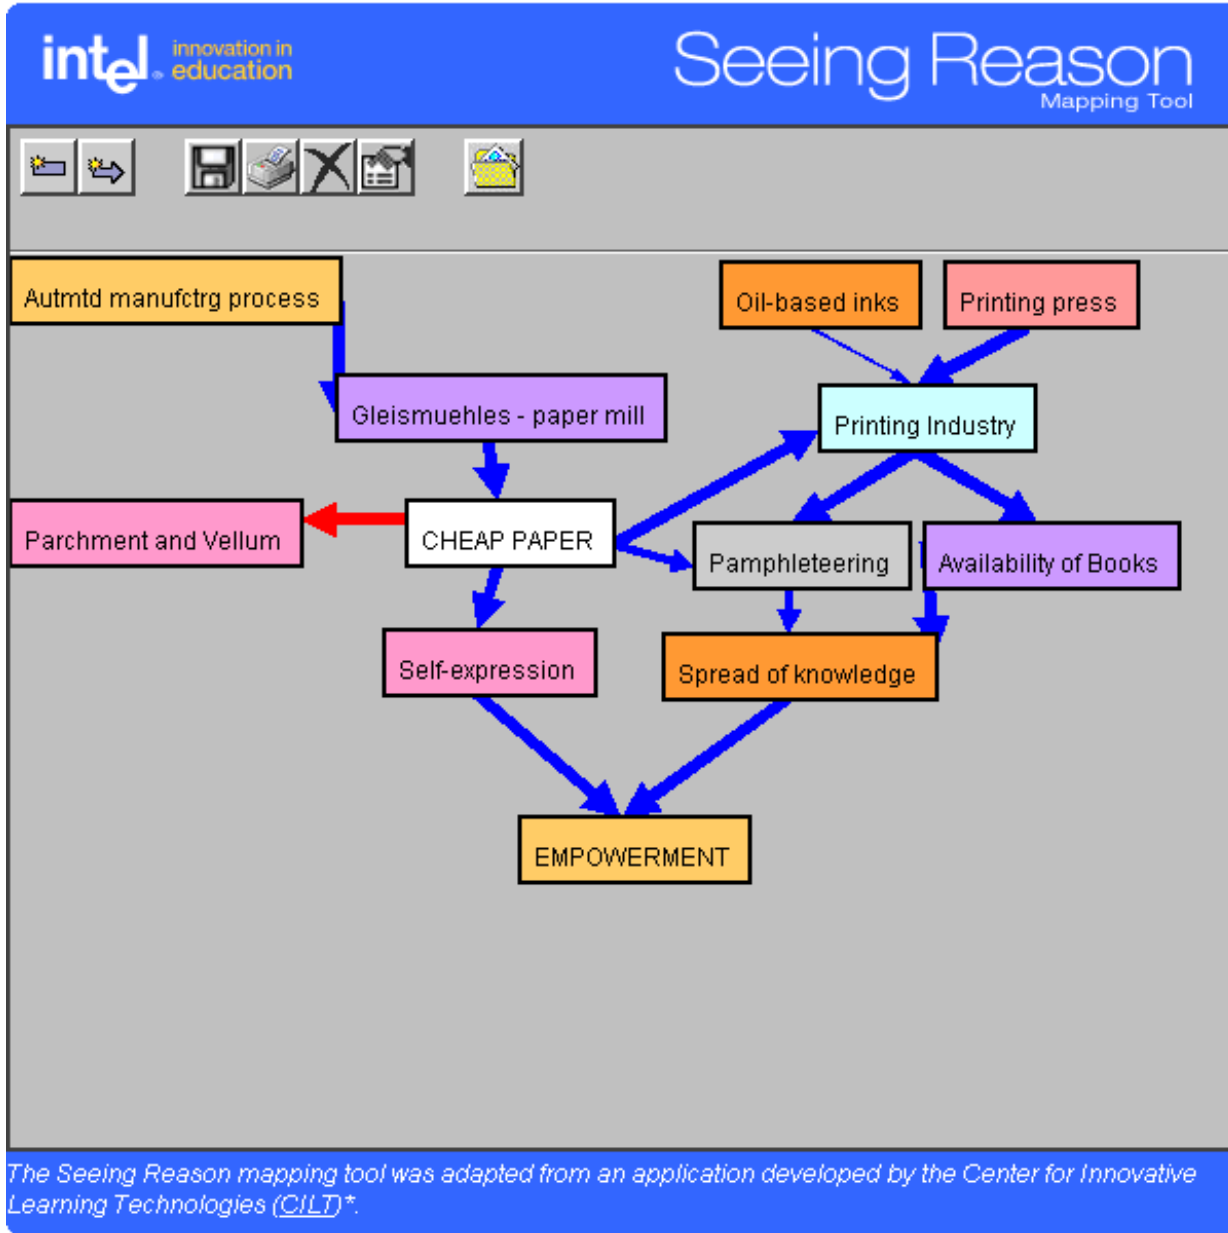 intel® innovation in
education
Seeing Reason
Mapping Tool
Autmtd manufctrg process
Oil-based inks
Printing press
Gleismuehles - paper mill
Printing Industry
Parchment and Vellum
CHEAP PAPER
Pamphleteering
Availability of Books
Self-expression
Spread of knowledge
EMPOWERMENT
The Seeing Reason mapping tool was adapted from an application developed by the Center for Innovative
Learning Technologies (CILT)*.